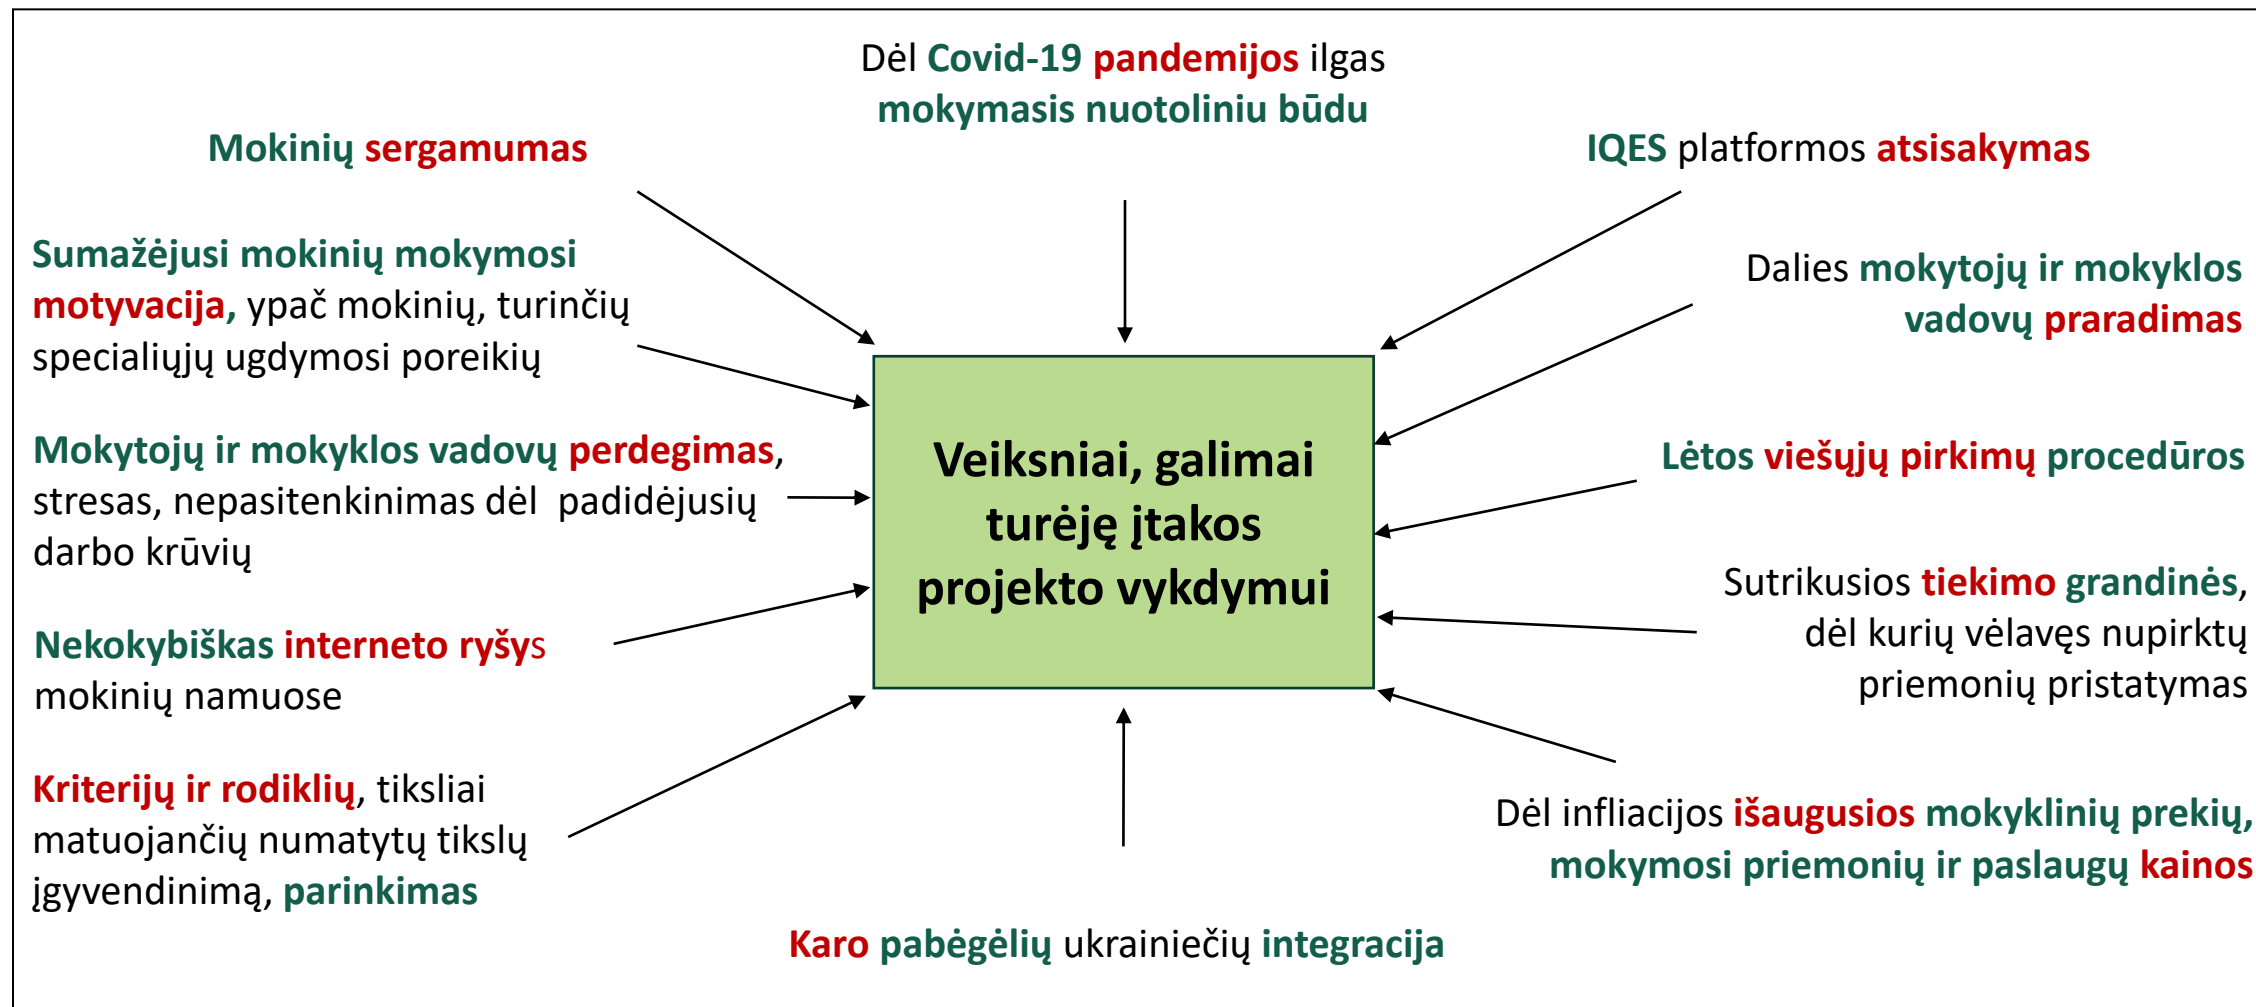 Dėl Covid-19 pandemijos ilgas
mokymasis nuotoliniu būdu
Mokinių sergamumas
IQES platformos atsisakymas
Sumažėjusi mokinių mokymosi
motyvacija, ypač mokinių, turinčių
specialiųjų ugdymosi poreikių
Dalies mokytojų ir mokyklos
vadovų praradimas
Mokytojų ir mokyklos vadovų perdegimas,
stresas, nepasitenkinimas dėl padidėjusių
darbo krūvių
Veiksniai, galimai
turėję įtakos
projekto vykdymui
Lėtos viešųjų pirkimų procedūros
Nekokybiškas interneto ryšys
mokinių namuose
Sutrikusios tiekimo grandinės,
dėl kurių vėlavęs nupirktų
priemonių pristatymas
Kriterijų ir rodiklių, tiksliai
matuojančių numatytų tikslų
įgyvendinimą, parinkimas
Dėl infliacijos išaugusios mokyklinių prekių,
mokymosi priemonių ir paslaugų kainos
Karo pabėgėlių ukrainiečių integracija